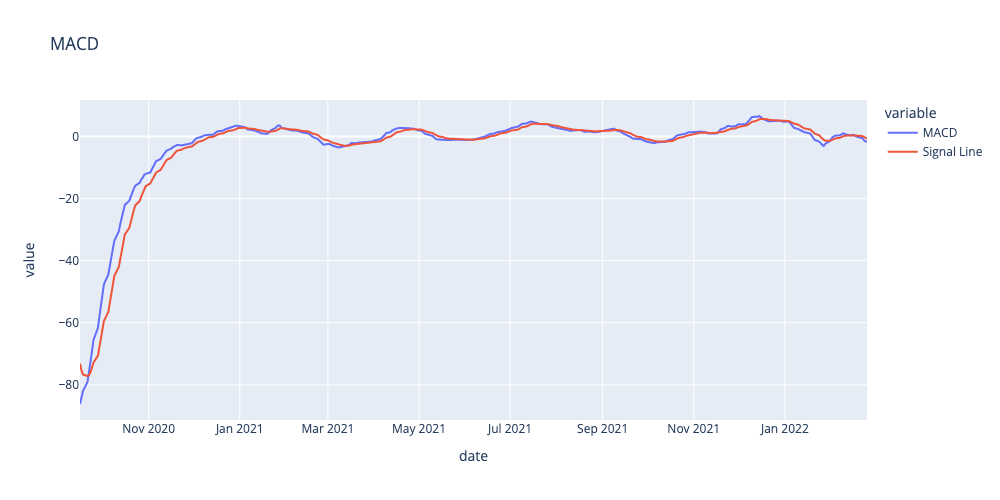 MACD
variable
MACD
Signal Line
value
0
−20
−40
−60
−80
Nov 2020
Jan 2021
Mar 2021
May 2021
Jul 2021
Sep 2021
Nov 2021
Jan 2022
date